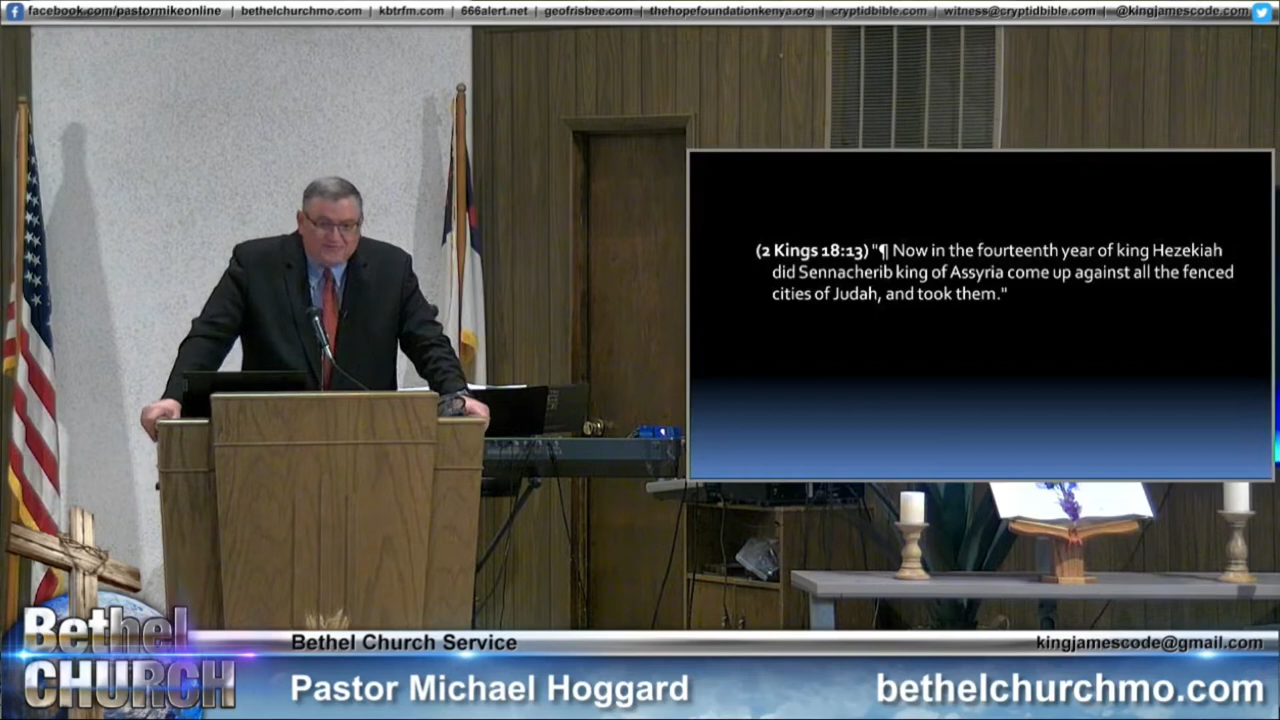 facebook.com/pastormikeonline | bethelchurchmo.com | kbtrfm.com | 666alert.net | geofrisbee.com | thehopefoundationkenya.org | cryptidbible.com | witness@cryptidbible.com | @kingjamescode.com
(2 Kings 18:13) "¶ Now in the fourteenth year of king Hezekiah
did Sennacherib king of Assyria come up against all the fenced
cities of Judah, and took them."
Bethel
CHURCH
Bethel Church Service
kingjamescode@gmail.com
Pastor Michael Hoggard
bethelchurchmo.com